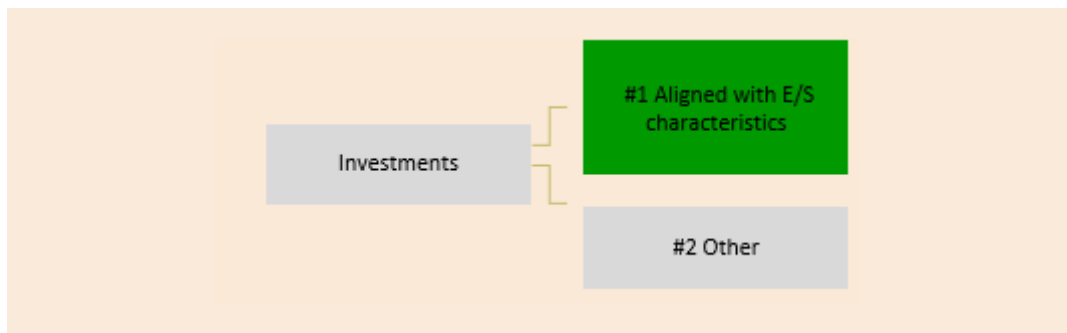 Investments
#1 Aligned with E/S
characteristics
#2 Other